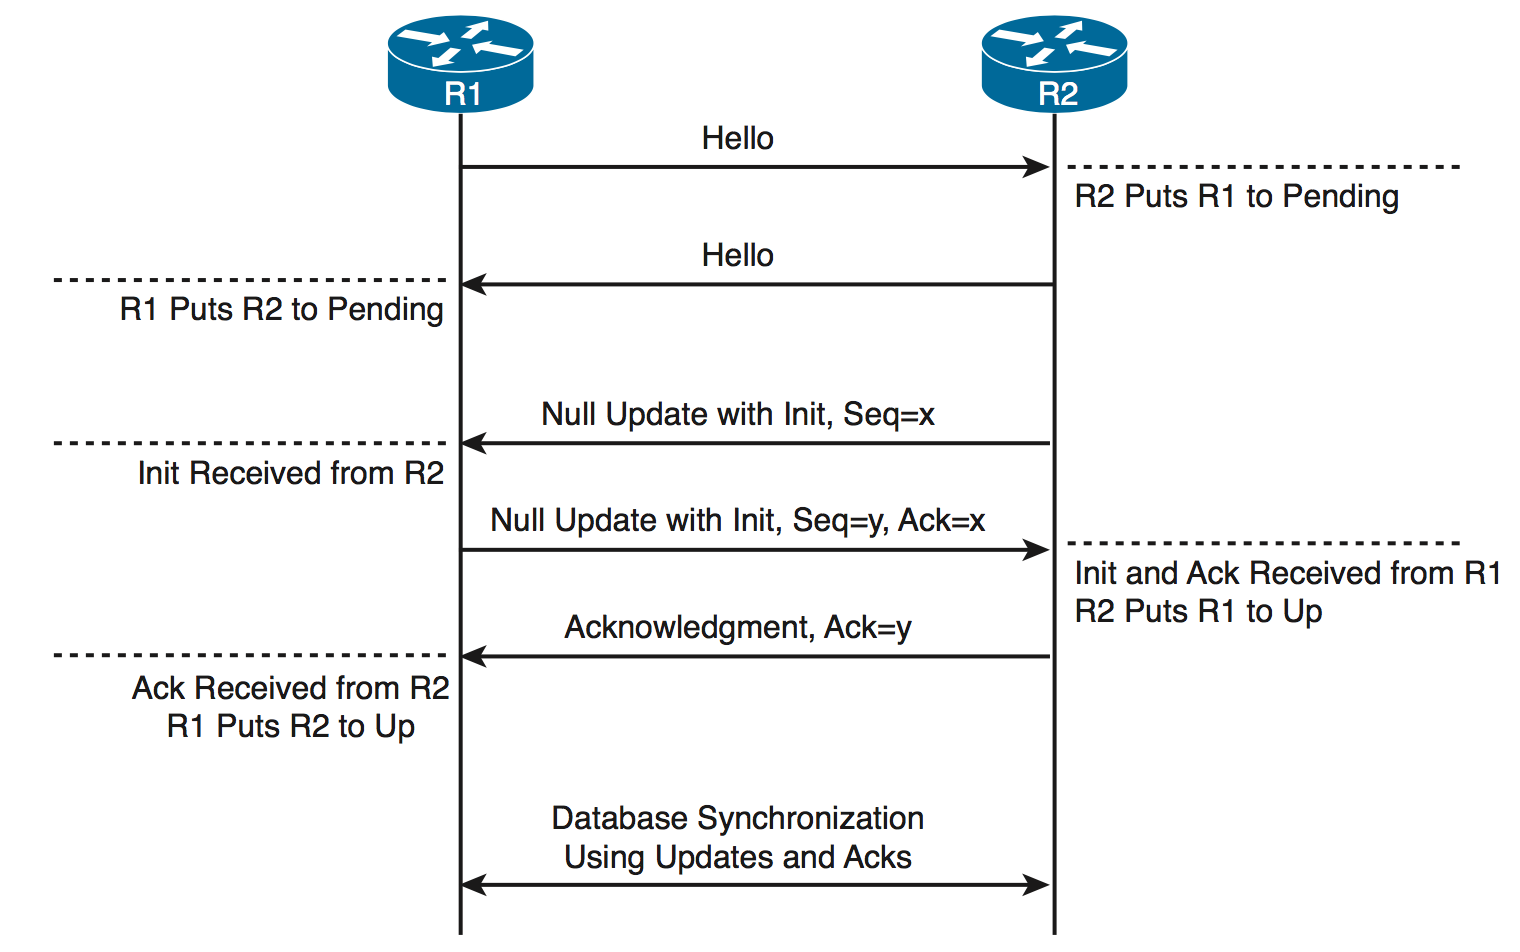 R1
R2
Hello
R2 Puts R1 to Pending
Hello
R1 Puts R2 to Pending
Null Update with Init, Seq=x
Init Received from R2
Null Update with Init, Seq=y, Ack=x
Init and Ack Received from R1
R2 Puts R1 to Up
Acknowledgment, Ack=y
Ack Received from R2
R1 Puts R2 to Up
Database Synchronization
Using Updates and Acks